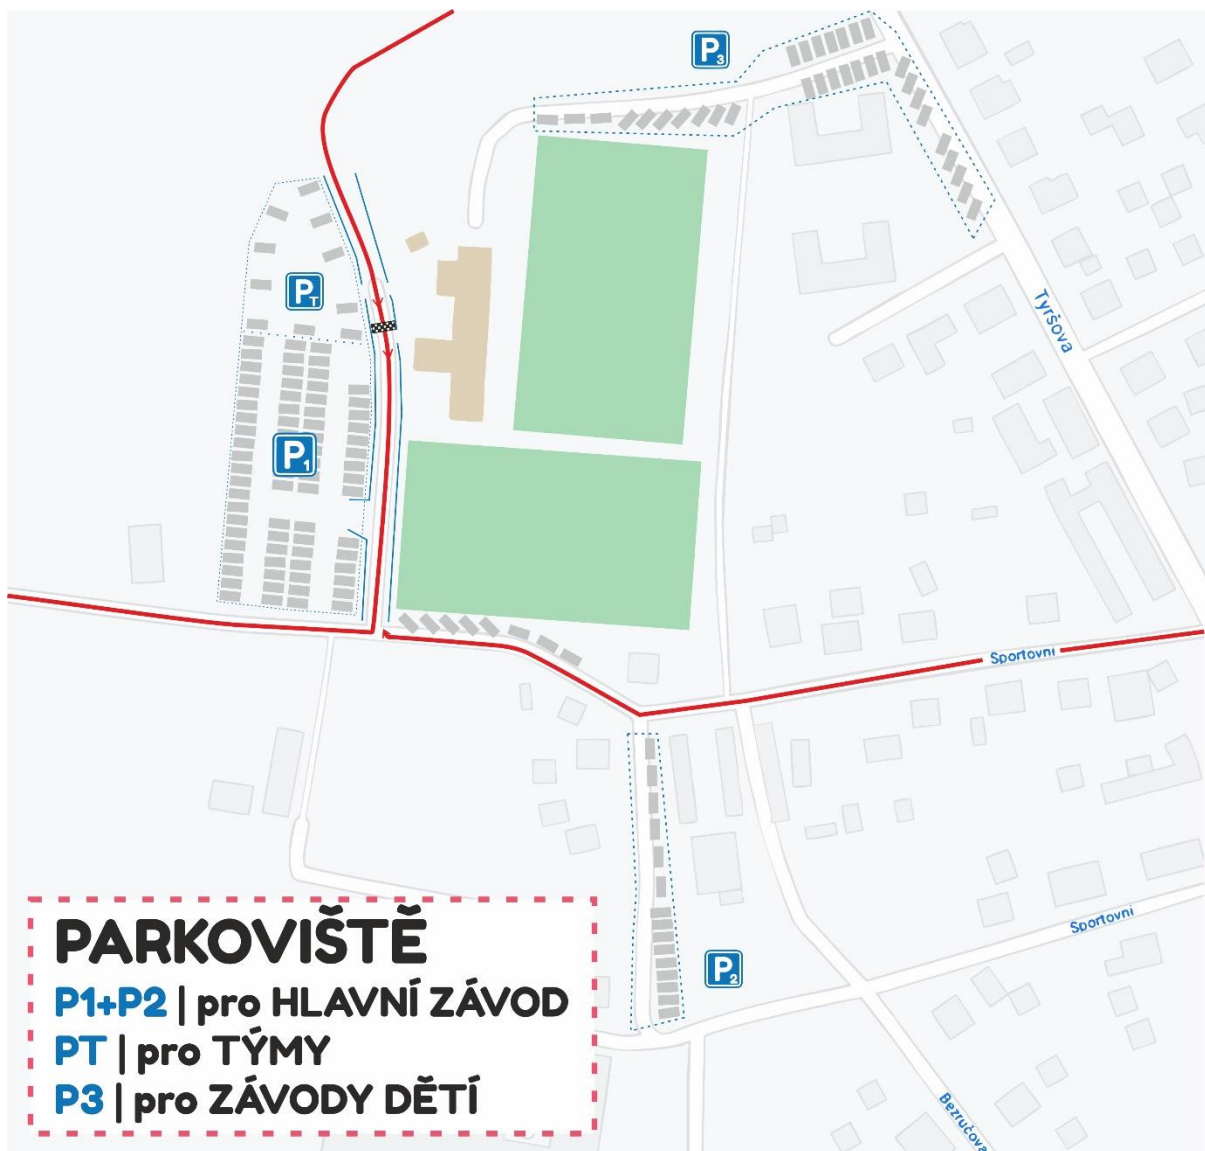 P3
PT
Tyršova
P1
Sportovní
Sportovní
P2
Bezručova
PARKOVIŠTĚ
P1+P2 | pro HLAVNÍ ZÁVOD
PT | pro TÝMY
P3 | pro ZÁVODY DĚTÍ